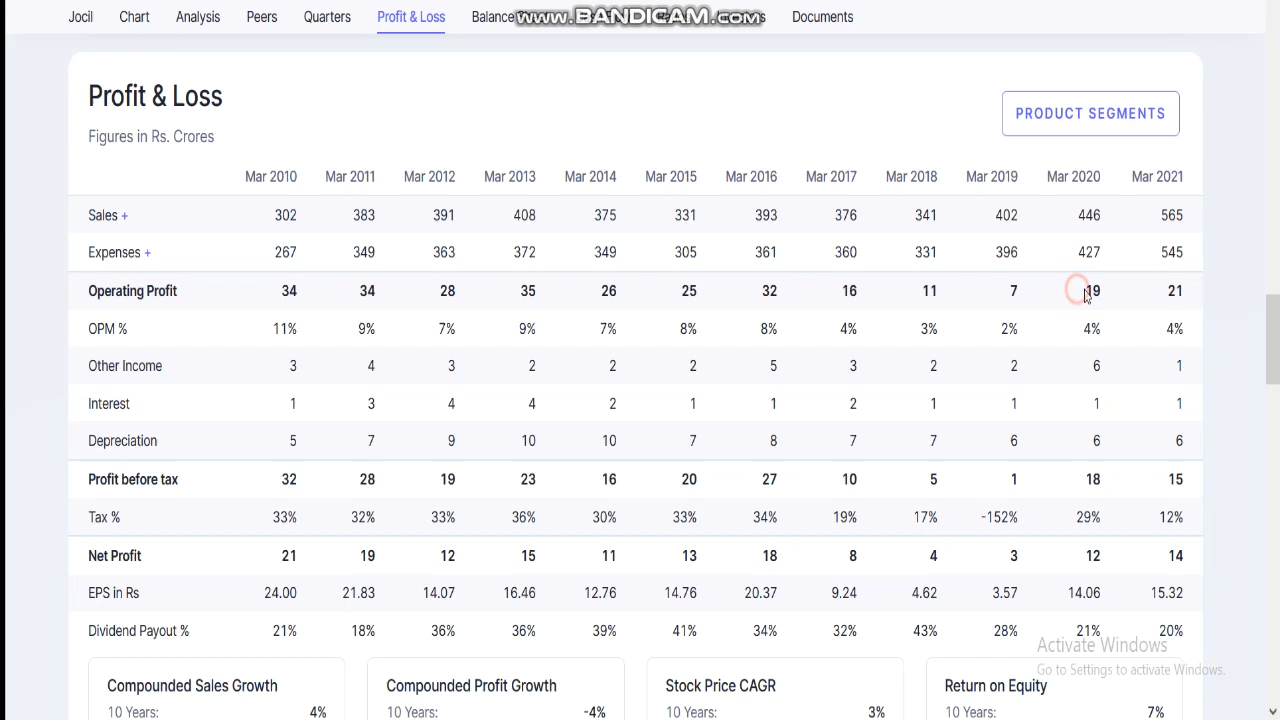 Jocil Chart Analysis Peers Quarters Profit & Loss Balance Documents
www.BANDICAM.com
Profit & Loss
PRODUCT SEGMENTS
Figures in Rs. Crores
Mar 2010 Mar 2011 Mar 2012 Mar 2013 Mar 2014 Mar 2015 Mar 2016 Mar 2017 Mar 2018 Mar 2019 Mar 2020 Mar 2021
Sales + 302 383 391 408 375 331 393 376 341 402 446 565
Expenses + 267 349 363 372 349 305 361 360 331 396 427 545
Operating Profit 34 34 28 35 26 25 32 16 11 7 19 21
OPM % 11% 9% 7% 9% 7% 8% 8% 4% 3% 2% 4% 4%
Other Income 3 4 3 2 2 2 5 3 2 2 6 1
Interest 1 3 4 4 2 1 1 2 1 1 1 1
Depreciation 5 7 9 10 10 7 8 7 7 6 6 6
Profit before tax 32 28 19 23 16 20 27 10 5 1 18 15
Tax % 33% 32% 33% 36% 30% 33% 34% 19% 17% -152% 29% 12%
Net Profit 21 19 12 15 11 13 18 8 4 3 12 14
EPS in Rs 24.00 21.83 14.07 16.46 12.76 14.76 20.37 9.24 4.62 3.57 14.06 15.32
Dividend Payout % 21% 18% 36% 36% 39% 41% 34% 32% 43% 28% 21% 20%
Activate Windows
Go to Settings to activate Windows.
Compounded Sales Growth Compounded Profit Growth Stock Price CAGR Return on Equity
10 Years: 4% 10 Years: -4% 10 Years: 3% 10 Years: 7%